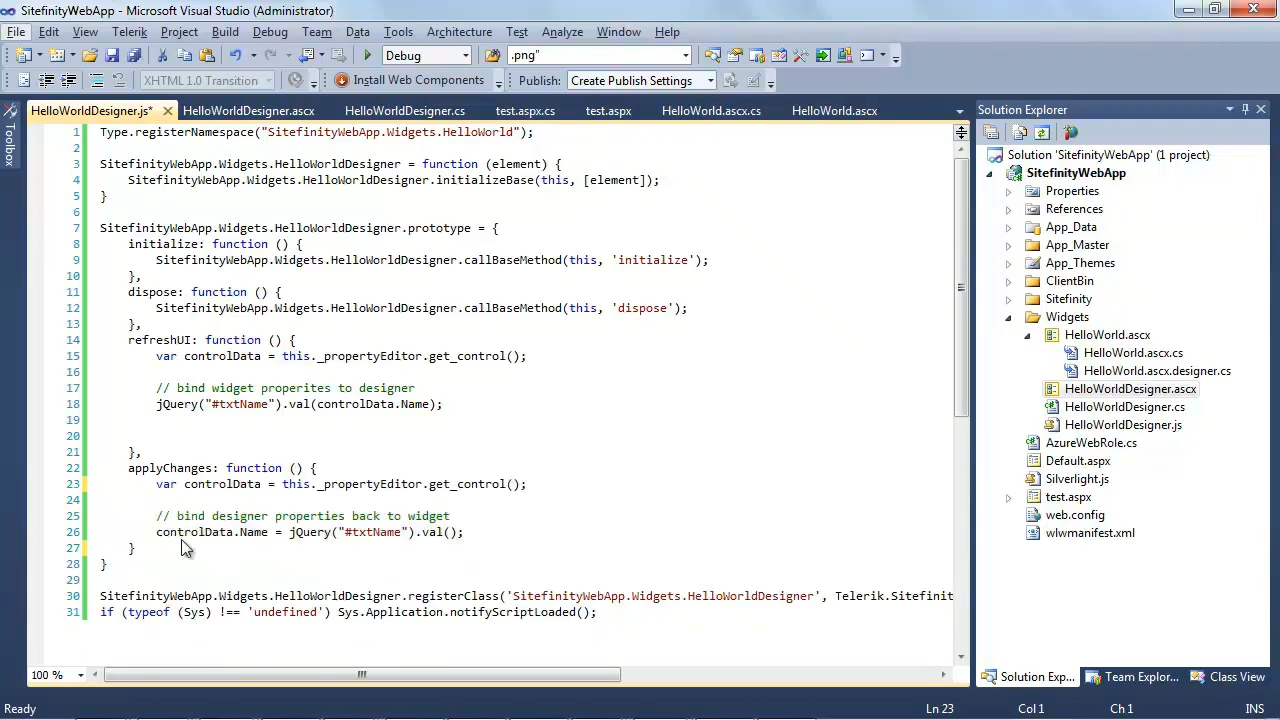 SitefinityWebApp - Microsoft Visual Studio (Administrator)
File Edit View Telerik Project Build Debug Team Data Tools Architecture Test Analyze Window Help
Debug .png"
XHTML 1.0 Transition Install Web Components Publish: Create Publish Settings
HelloWorldDesigner.js* HelloWorldDesigner.ascx HelloWorldDesigner.cs test.aspx.cs test.aspx HelloWorld.ascx.cs HelloWorld.ascx
Toolbox
1 Type.registerNamespace("SitefinityWebApp.Widgets.HelloWorld");
2
3 SitefinityWebApp.Widgets.HelloWorldDesigner = function (element) {
4 SitefinityWebApp.Widgets.HelloWorldDesigner.initializeBase(this, [element]);
5 }
6
7 SitefinityWebApp.Widgets.HelloWorldDesigner.prototype = {
8 initialize: function () {
9 SitefinityWebApp.Widgets.HelloWorldDesigner.callBaseMethod(this, 'initialize');
10 },
11 dispose: function () {
12 SitefinityWebApp.Widgets.HelloWorldDesigner.callBaseMethod(this, 'dispose');
13 },
14 refreshUI: function () {
15 var controlData = this._propertyEditor.get_control();
16
17 // bind widget properites to designer
18 jQuery("#txtName").val(controlData.Name);
19
20
21 },
22 applyChanges: function () {
23 var controlData = this._propertyEditor.get_control();
24
25 // bind designer properties back to widget
26 controlData.Name = jQuery("#txtName").val();
27 }
28 }
29
30 SitefinityWebApp.Widgets.HelloWorldDesigner.registerClass('SitefinityWebApp.Widgets.HelloWorldDesigner', Telerik.Sitefinit
31 if (typeof (Sys) !== 'undefined') Sys.Application.notifyScriptLoaded();
100 %
Solution Explorer
Solution 'SitefinityWebApp' (1 project)
SitefinityWebApp
Properties
References
App_Data
App_Master
App_Themes
ClientBin
Sitefinity
Widgets
HelloWorld.ascx
HelloWorld.ascx.cs
HelloWorld.ascx.designer.cs
HelloWorldDesigner.ascx
HelloWorldDesigner.cs
HelloWorldDesigner.js
AzureWebRole.cs
Default.aspx
Silverlight.js
test.aspx
web.config
wlwmanifest.xml
Solution Exp... Team Explor... Class View
Ready Ln 23 Col 1 Ch 1 INS